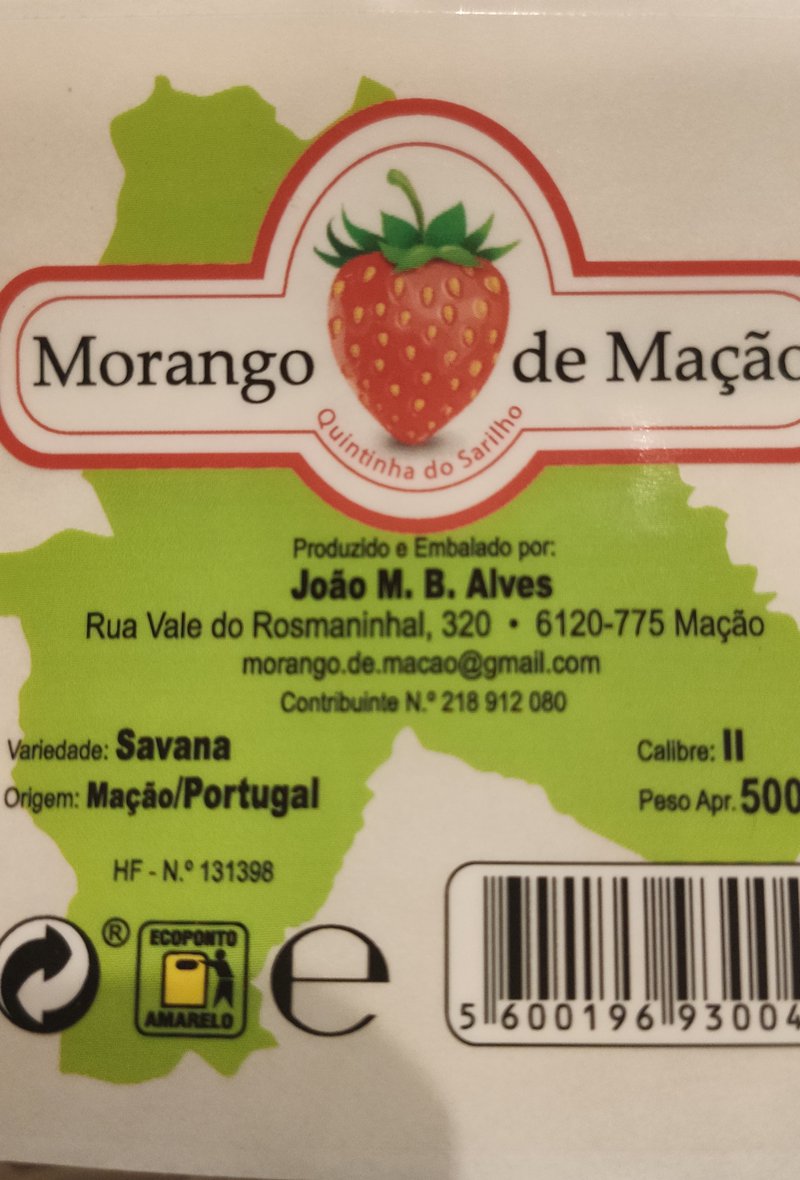 Morango de Mação
Quintinha do Sarilho
Produzido e Embalado por:
João M. B. Alves
Rua Vale do Rosmaninhal, 320 • 6120-775 Mação
morango.de.macao@gmail.com
Contribuinte N.º 218 912 080
Variedade: Savana
Calibre: II
Origem: Mação/Portugal
Peso Apr. 500
HF - N.º 131398
®
ECOPONTO
AMARELO
e
5 600196 93004